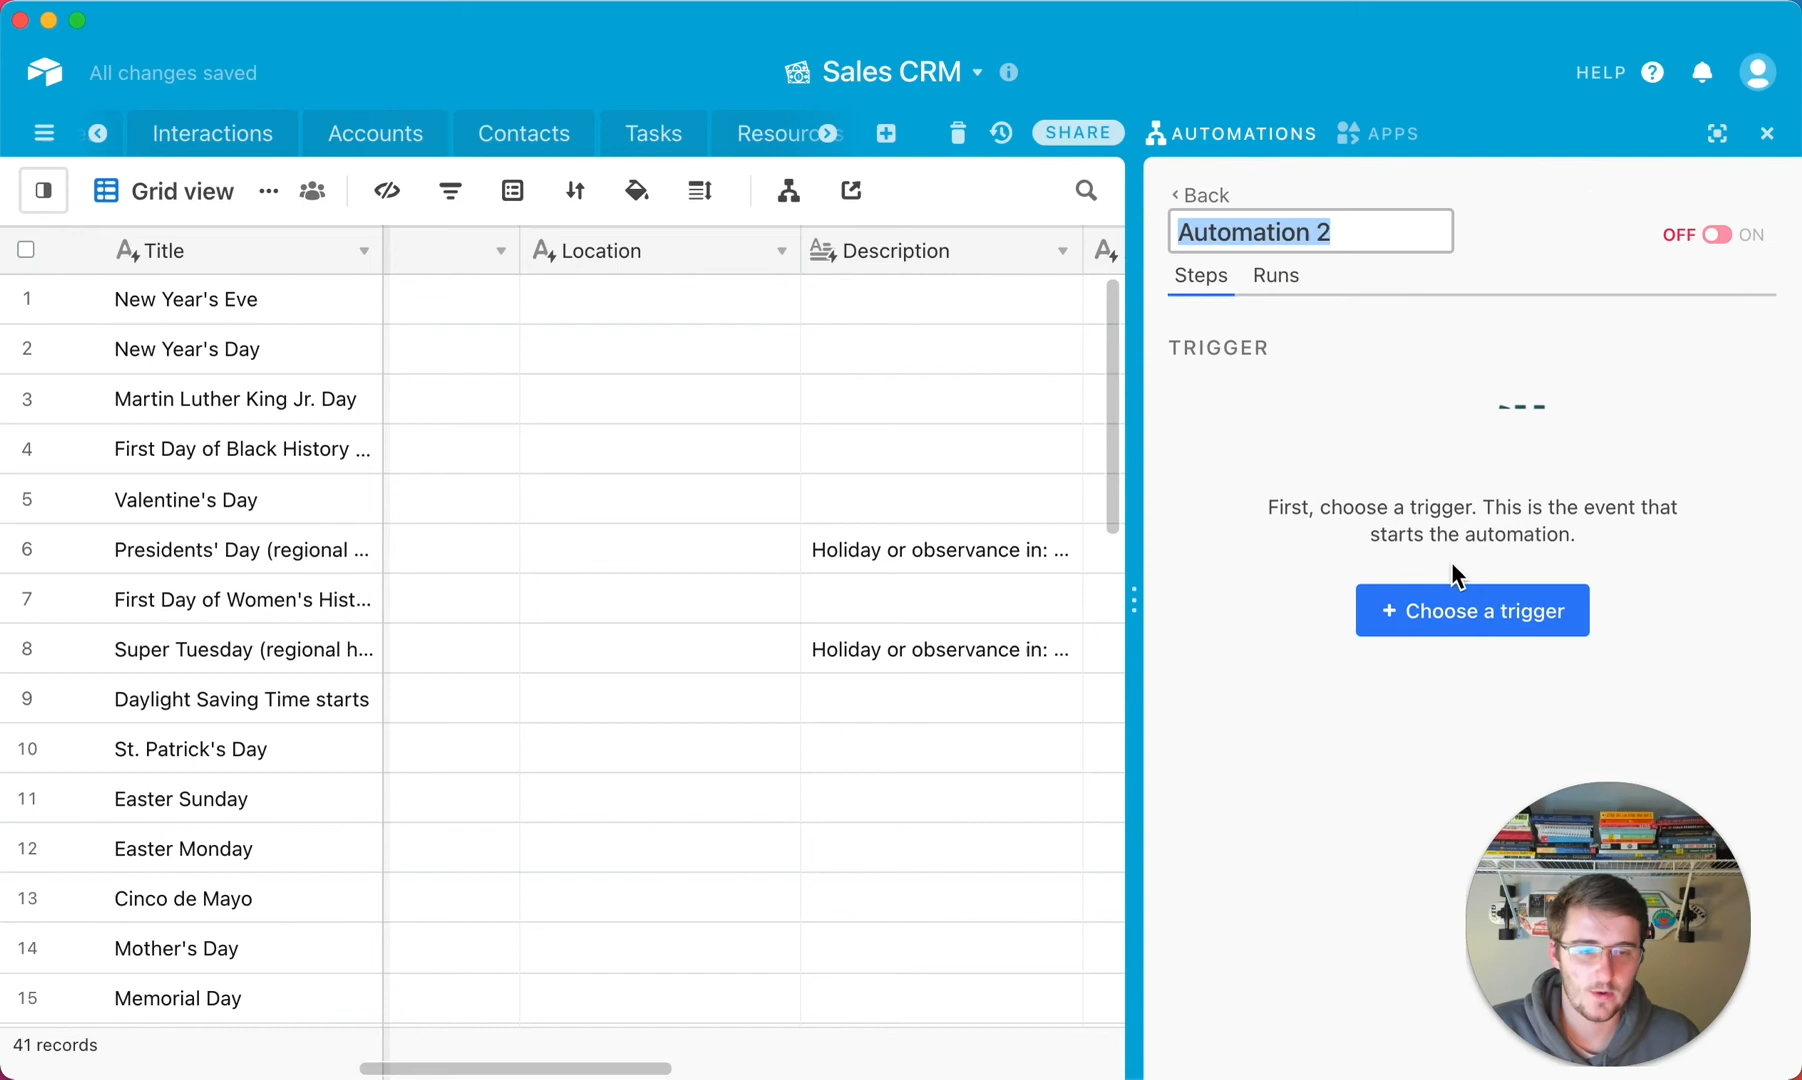 All changes saved
Sales CRM
HELP
Interactions
Accounts
Contacts
Tasks
SHARE
AUTOMATIONS
APPS
Grid view
Title
Location
Description
1 New Year's Eve
2 New Year's Day
3 Martin Luther King Jr. Day
4 First Day of Black History ...
5 Valentine's Day
6 Presidents' Day (regional ... Holiday or observance in: ...
7 First Day of Women's Hist...
8 Super Tuesday (regional h... Holiday or observance in: ...
9 Daylight Saving Time starts
10 St. Patrick's Day
11 Easter Sunday
12 Easter Monday
13 Cinco de Mayo
14 Mother's Day
15 Memorial Day
41 records
Back
Automation 2
OFF ON
Steps Runs
TRIGGER
First, choose a trigger. This is the event that
starts the automation.
+ Choose a trigger